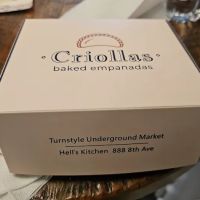 Criollas
baked empanadas
Turnstyle Underground Market
Hell's Kitchen 888 8th Ave